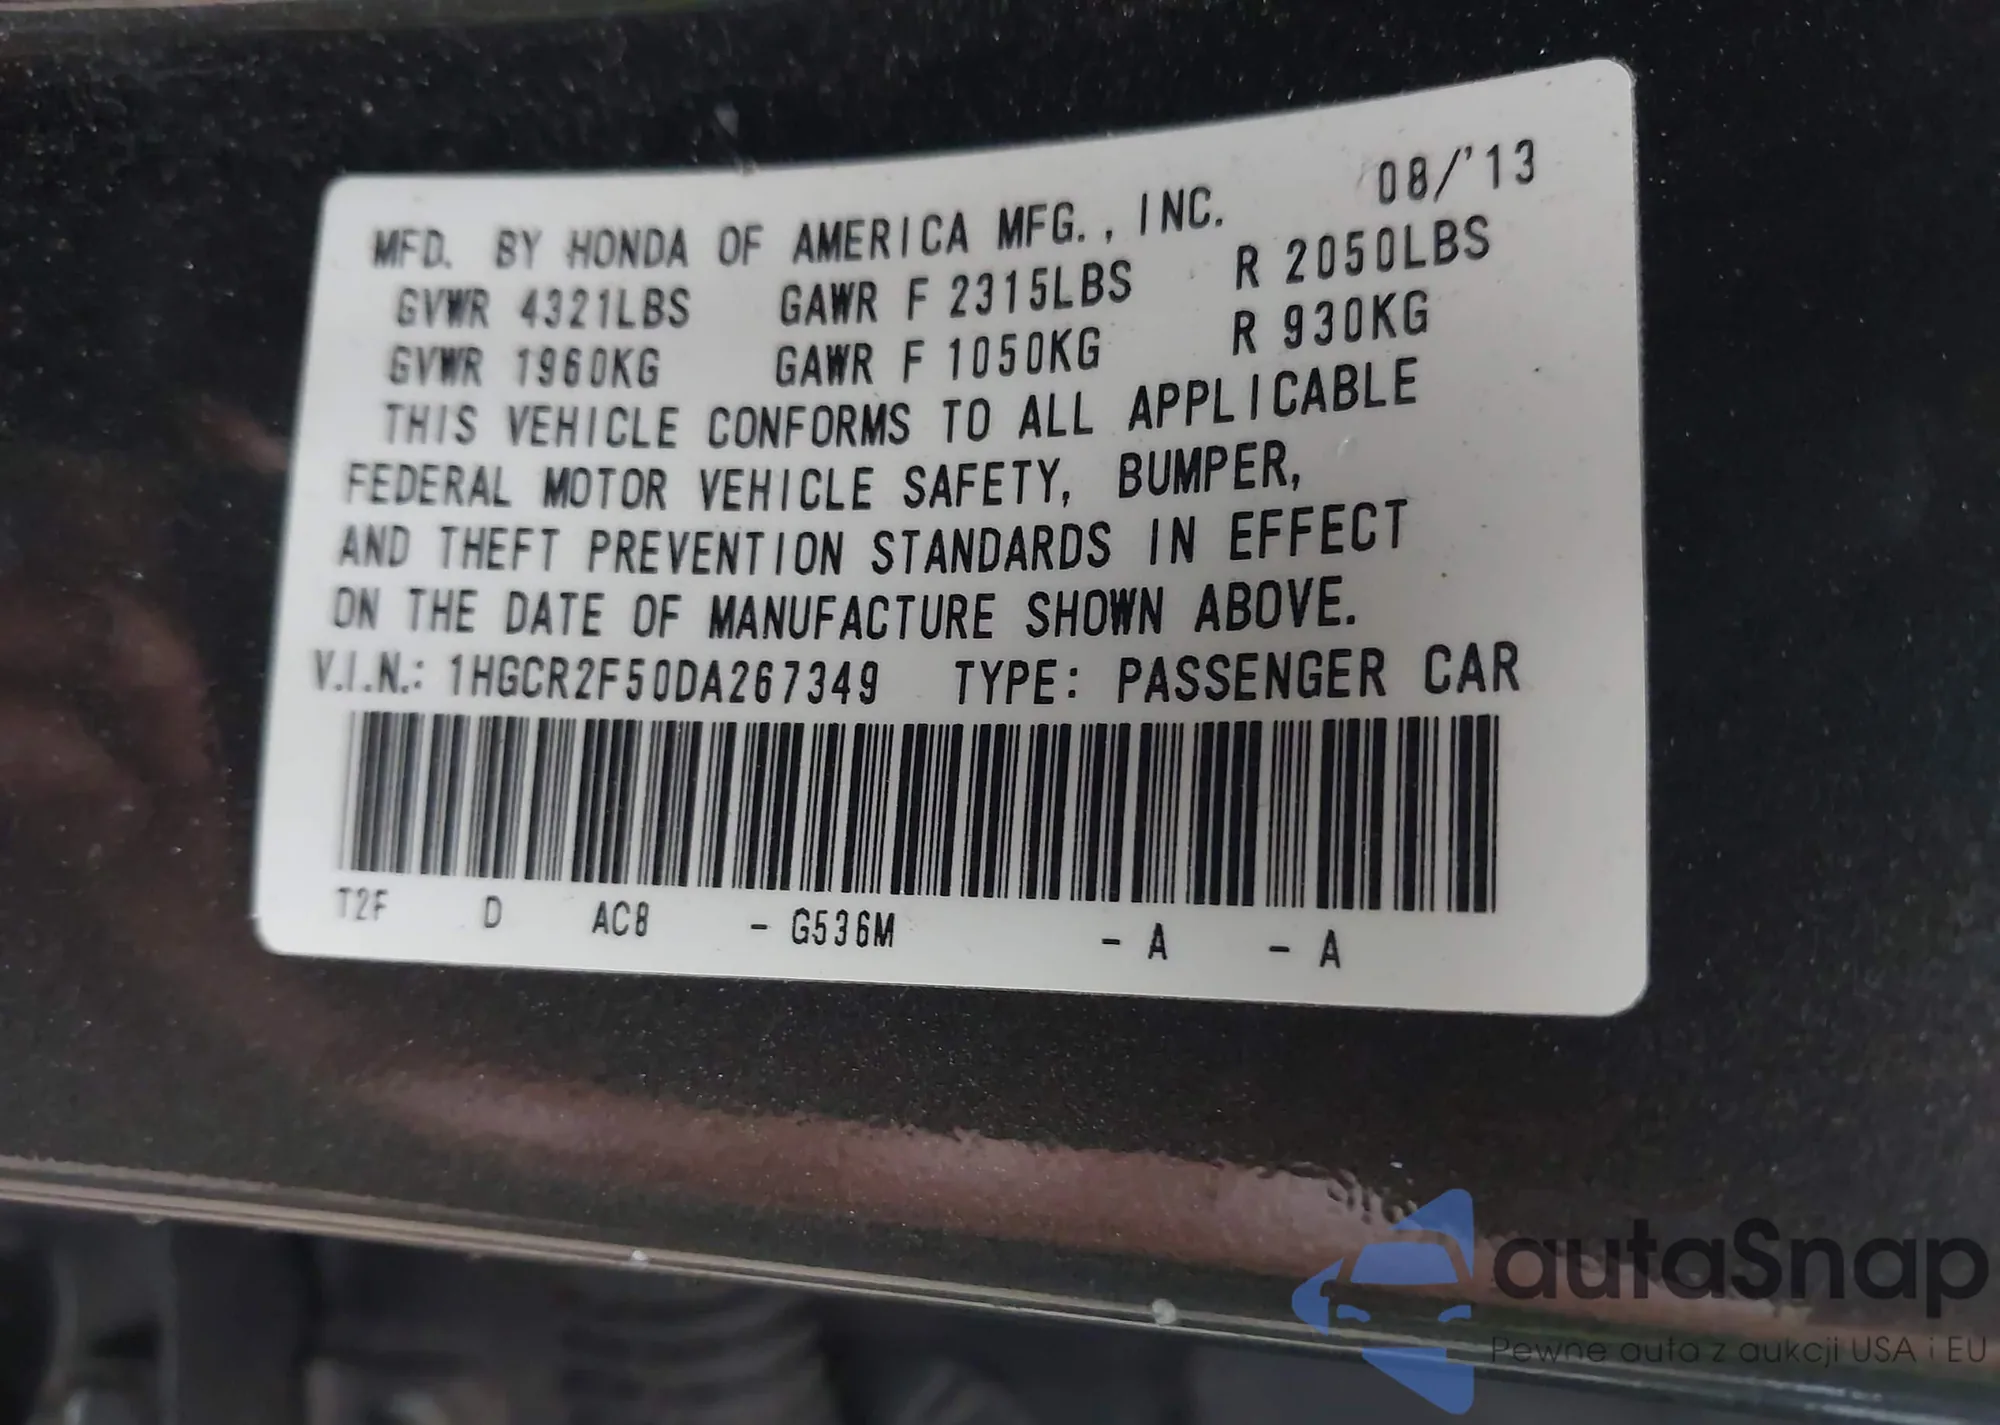 MFD. BY HONDA OF AMERICA MFG., INC. 08/'13
GVWR 4321LBS GAWR F 2315LBS R 2050LBS
GVWR 1960KG GAWR F 1050KG R 930KG
THIS VEHICLE CONFORMS TO ALL APPLICABLE
FEDERAL MOTOR VEHICLE SAFETY, BUMPER,
AND THEFT PREVENTION STANDARDS IN EFFECT
ON THE DATE OF MANUFACTURE SHOWN ABOVE.
V.I.N.: 1HGCR2F50DA267349 TYPE: PASSENGER CAR
T2F D AC8 - G536M - A - A
autaSnap
Pewne auta z aukcji USA i EU